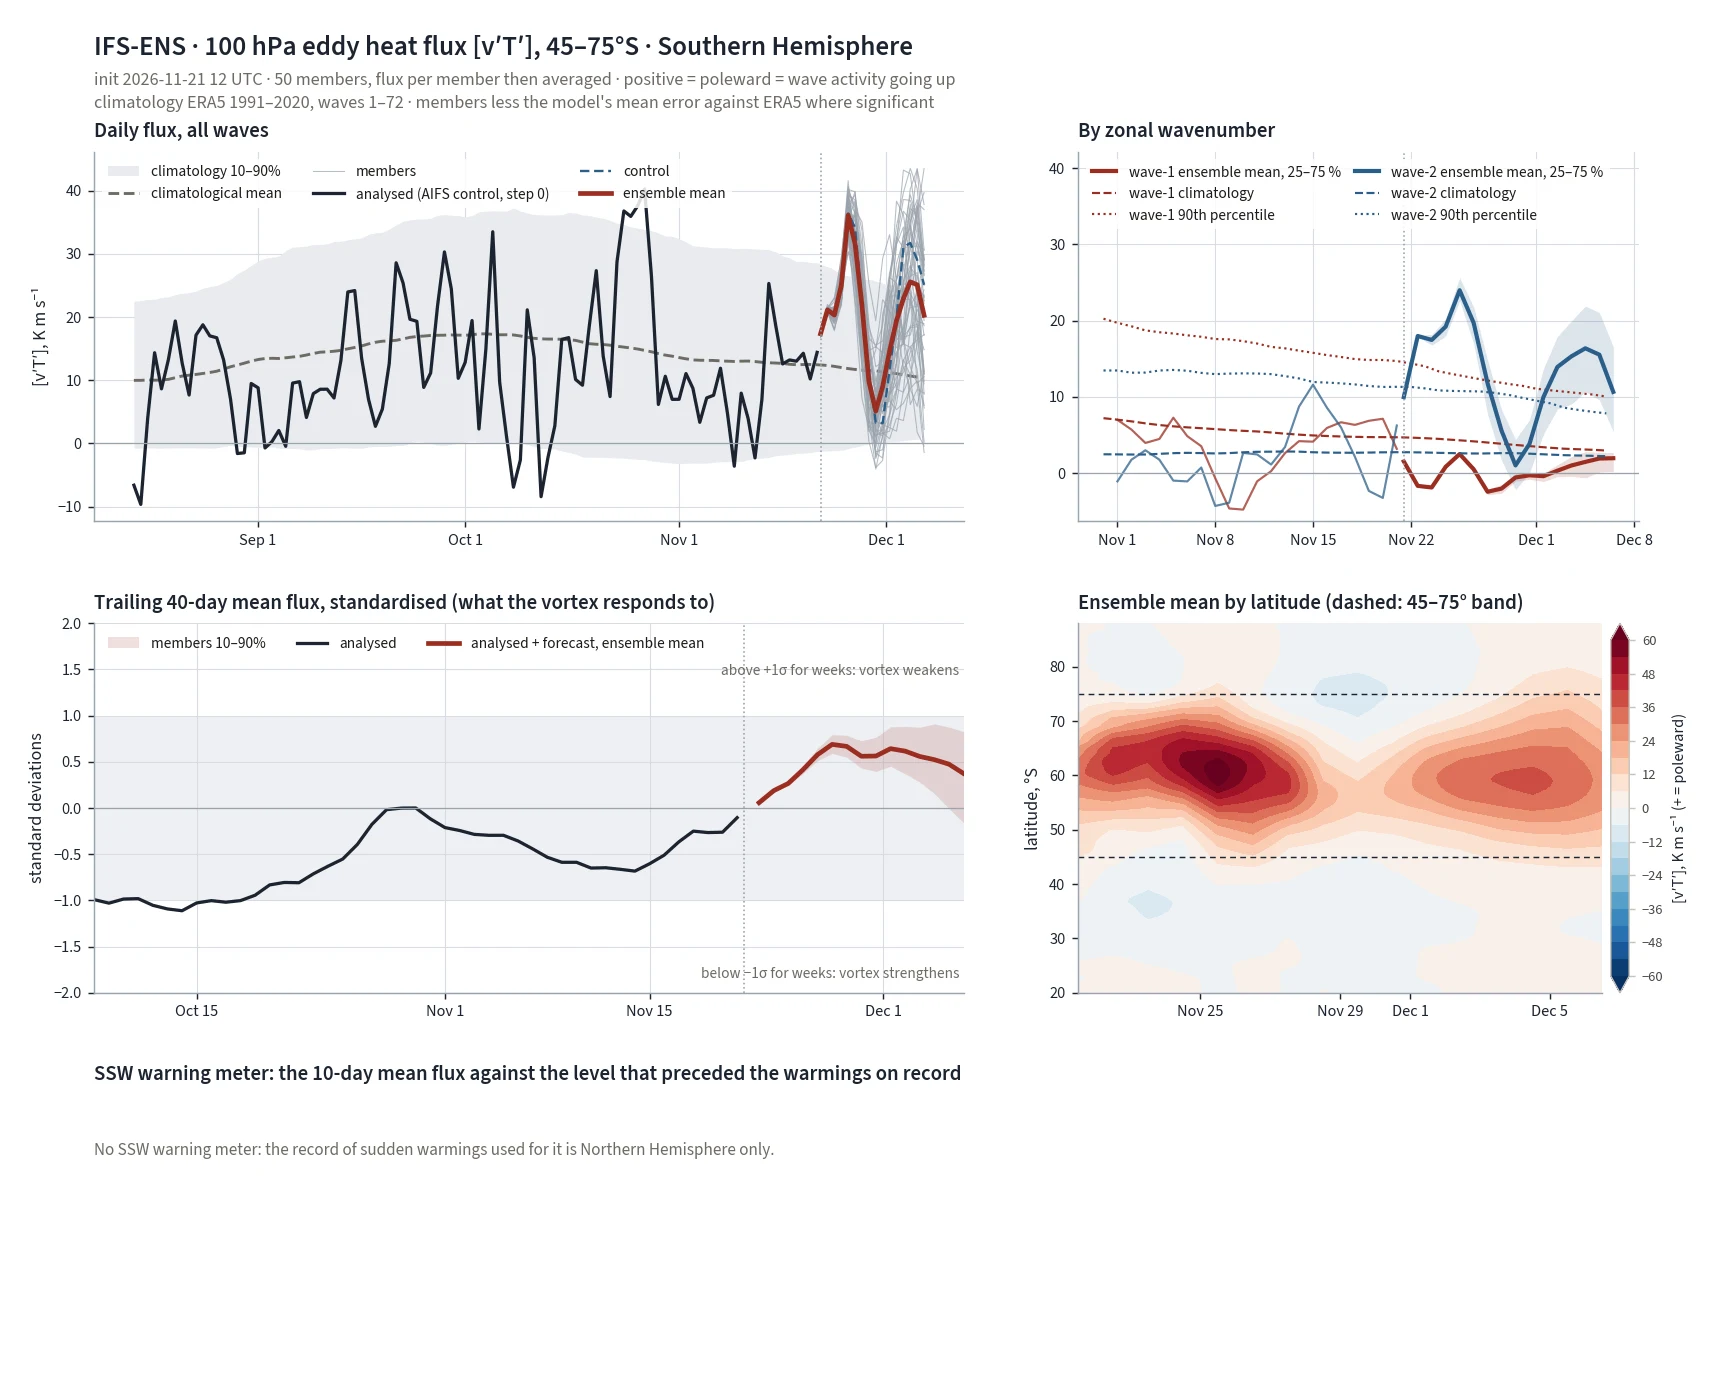 IFS-ENS · 100 hPa eddy heat flux [v′T′], 45–75°S · Southern Hemisphere
init 2026-11-21 12 UTC · 50 members, flux per member then averaged · positive = poleward = wave activity going up
climatology ERA5 1991–2020, waves 1–72 · members less the model's mean error against ERA5 where significant
Daily flux, all waves
climatology 10–90%
members
control
climatological mean
analysed (AIFS control, step 0)
ensemble mean
40
30
20
10
0
−10
[v′T′], K m s⁻¹
Sep 1
Oct 1
Nov 1
Dec 1
By zonal wavenumber
wave-1 ensemble mean, 25–75 %
wave-2 ensemble mean, 25–75 %
wave-1 climatology
wave-2 climatology
wave-1 90th percentile
wave-2 90th percentile
40
30
20
10
0
Nov 1
Nov 8
Nov 15
Nov 22
Dec 1
Dec 8
Trailing 40-day mean flux, standardised (what the vortex responds to)
members 10–90%
analysed
analysed + forecast, ensemble mean
above +1σ for weeks: vortex weakens
below −1σ for weeks: vortex strengthens
2.0
1.5
1.0
0.5
0.0
−0.5
−1.0
−1.5
−2.0
standard deviations
Oct 15
Nov 1
Nov 15
Dec 1
Ensemble mean by latitude (dashed: 45–75° band)
80
70
60
50
40
30
20
latitude, °S
Nov 25
Nov 29
Dec 1
Dec 5
60
48
36
24
12
0
−12
−24
−36
−48
−60
[v′T′], K m s⁻¹ (+ = poleward)
SSW warning meter: the 10-day mean flux against the level that preceded the warmings on record
No SSW warning meter: the record of sudden warmings used for it is Northern Hemisphere only.